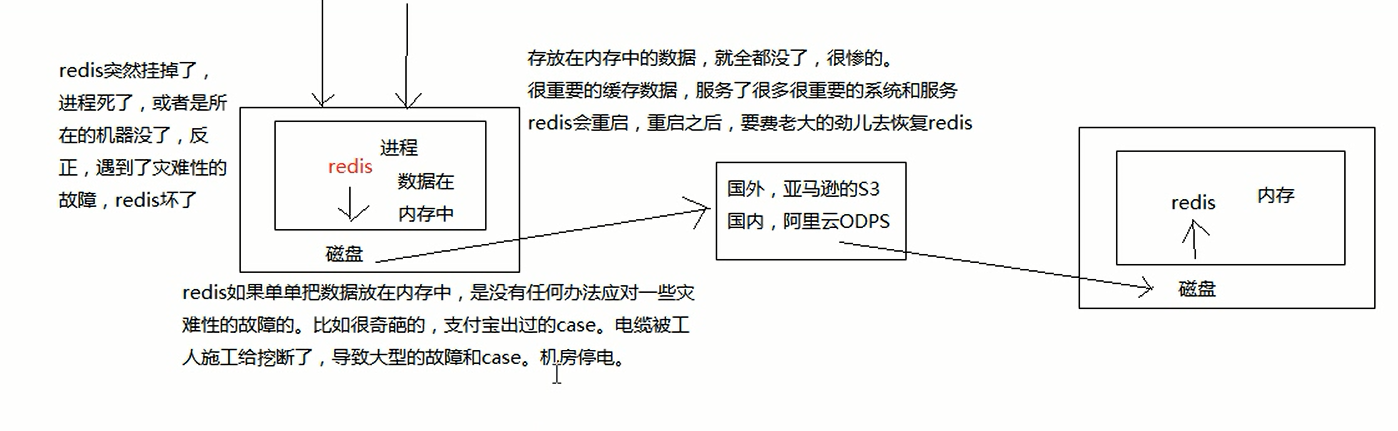 redis突然挂掉了，
进程死了，或者是所
在的机器没了，反
正，遇到了灾难性的
故障，redis坏了
存放在内存中的数据，就全都没了，很惨的。
很重要的缓存数据，服务了很多很重要的系统和服务
redis会重启，重启之后，要费老大的劲儿去恢复redis
进程
redis
数据在
内存中
磁盘
国外，亚马逊的S3
国内，阿里云ODPS
redis
内存
磁盘
redis如果单单把数据放在内存中，是没有任何办法应对一些灾
难性的故障的。比如很奇葩的，支付宝出过的case。电缆被工
人施工给挖断了，导致大型的故障和case。机房停电。